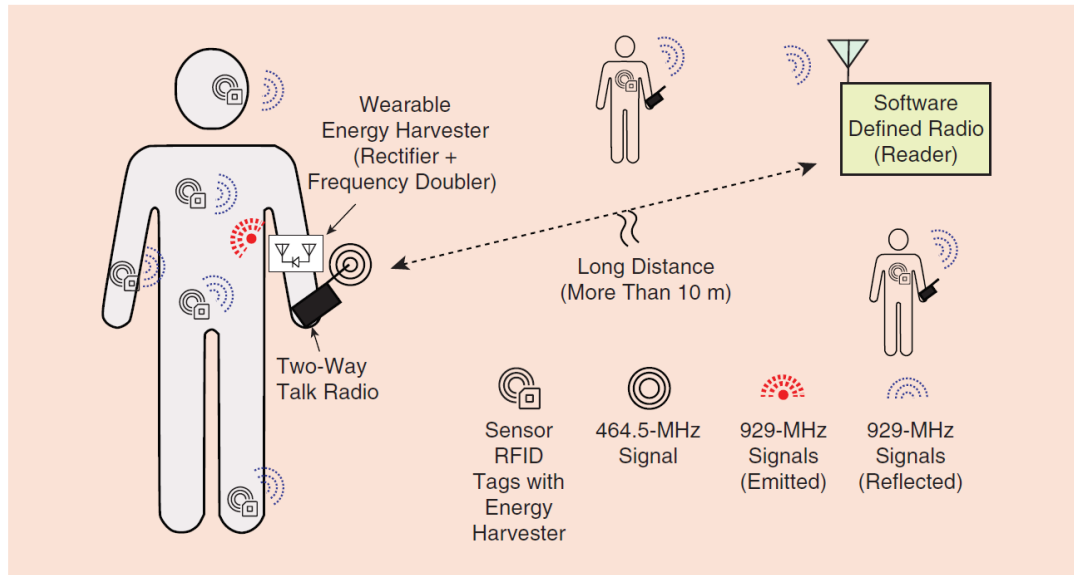 Wearable
Energy Harvester
(Rectifier +
Frequency Doubler)
Software
Defined Radio
(Reader)
Long Distance
(More Than 10 m)
Two-Way
Talk Radio
Sensor
RFID
Tags with
Energy
Harvester
464.5-MHz
Signal
929-MHz
Signals
(Emitted)
929-MHz
Signals
(Reflected)